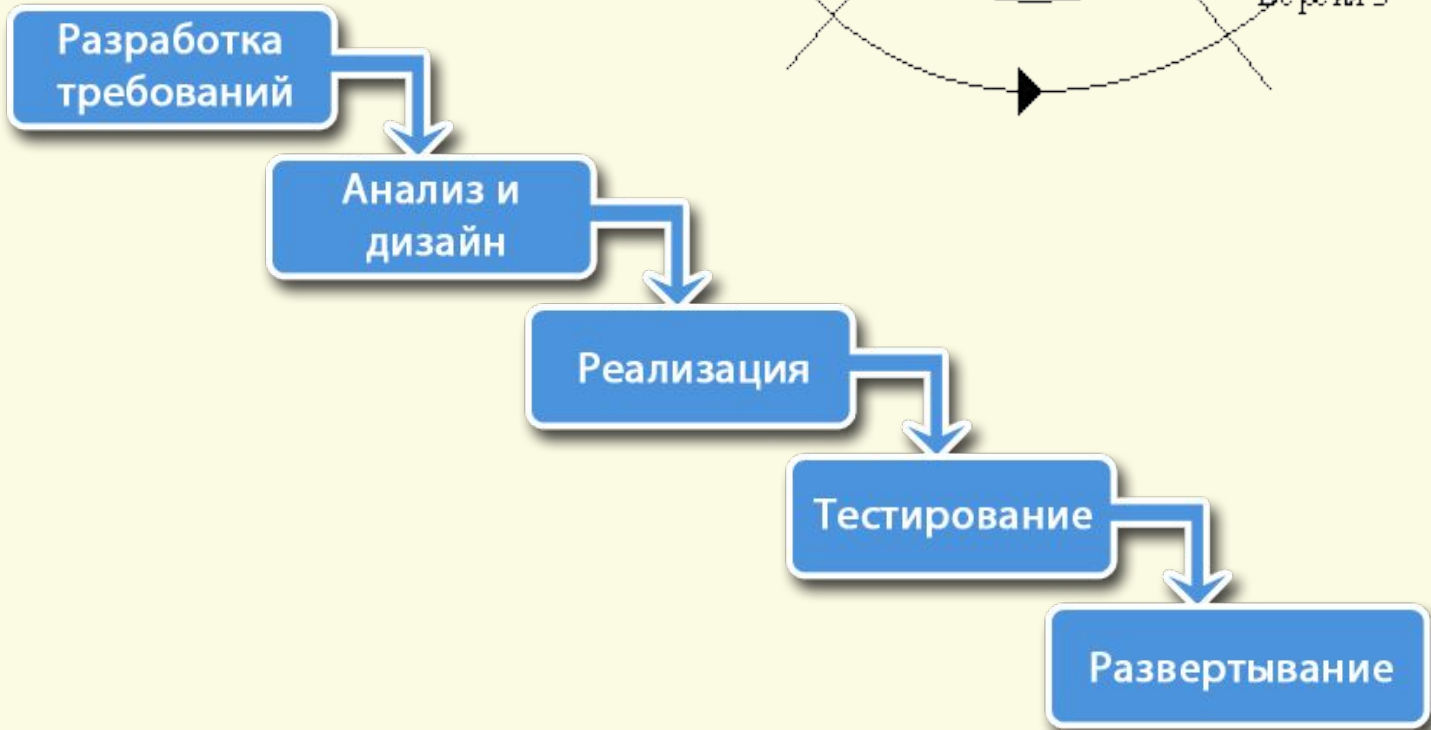 Разработка
требований
Анализ и
дизайн
Реализация
Тестирование
Развертывание